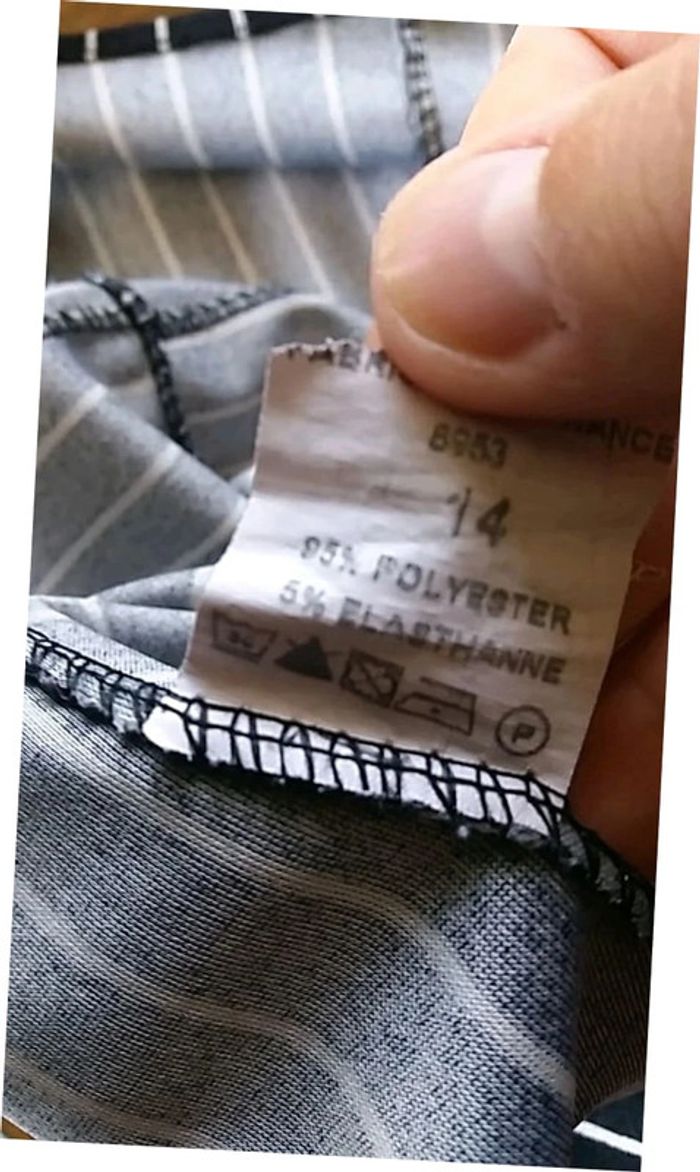 8953
14
95% POLYESTER
5% ELASTHANNE
P